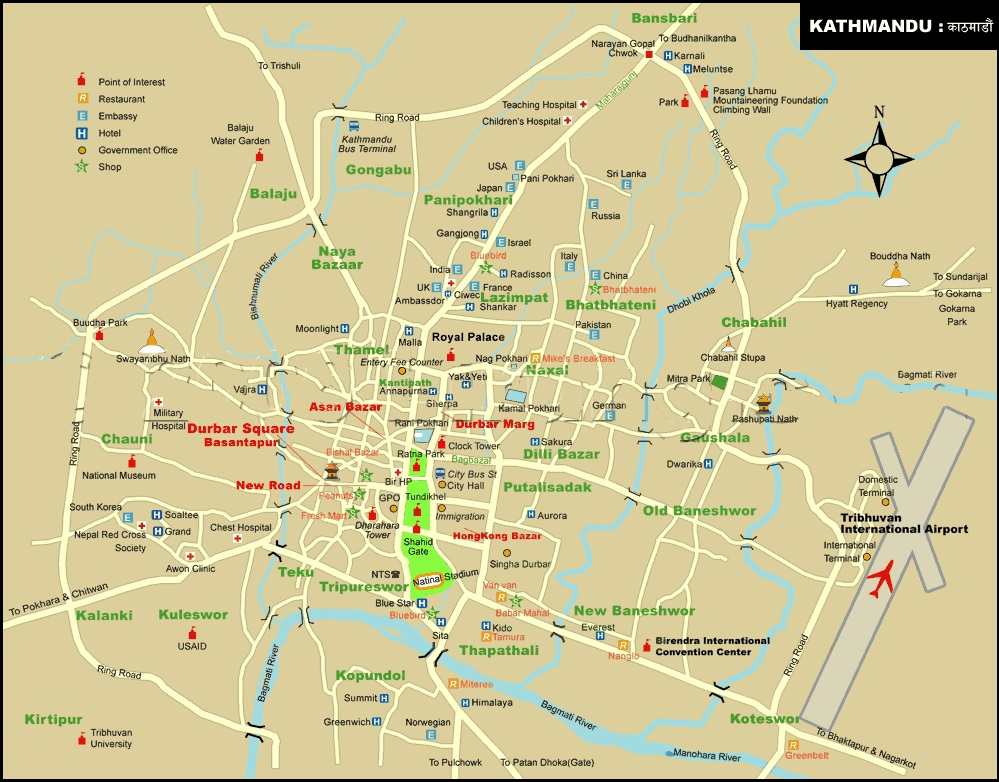 KATHMANDU : काठमाडौं
Bansbari
To Budhanilkantha
Narayan Gopal
Chwok
Karnali
Meluntse
To Trishuli
Point of Interest
Restaurant
Embassy
Hotel
Government Office
Shop
Maharajgunj
Park
Pasang Lhamu
Mountaineering Foundation
Climbing Wall
Teaching Hospital
Children's Hospital
Ring Road
Ring Road
N
Balaju
Water Garden
Kathmandu
Bus Terminal
Gongabu
Balaju
USA
Pani Pokhari
Japan
Sri Lanka
Panipokhari
Shangrila
Russia
Gangjong
Israel
Naya
Bazaar
Bluebird
Italy
India
Radisson
China
Bhatbhateni
UK
France
Ambassdor
Ciwec
Lazimpat
Shankar
Bhatbhateni
Bishnumati River
Dhobi Khola
Bouddha Nath
To Sundarijal
Hyatt Regency
To Gokarna
Gokarna
Park
Chabahil
Buudha Park
Moonlight
Malla
Royal Palace
Pakistan
Swayambhu Nath
Thamel
Entery Fee Counter
Nag Pokhari
Mike's Breakfast
Chabahil Stupa
Naxal
Mitra Park
Bagmati River
Kantipath
Yak&Yeti
Annapurna
Vajra
Sherpa
Military
Hospital
Asan Bazar
Kamal Pokhari
German
Pashupati Nath
Durbar Square
Basantapur
Rani Pokhari
Durbar Marg
Chauni
Gaushala
Clock Tower
Sakura
Bishal Bazar
Ratna Park
Bagbazal
Dilli Bazar
Dwarika
Ring Road
National Museum
New Road
Bir HP
City Bus St
City Hall
Putalisadak
Domestic
Terminal
Peanuts
GPO
Tundikhel
South Korea
Soaltee
Fresh Mart
Immigration
Aurora
Old Baneshwor
Tribhuvan
International Airport
Nepal Red Cross
Society
Grand
Chest Hospital
Dharahara
Tower
HongKong Bazar
Shahid
Gate
International
Terminal
Awon Clinic
Singha Durbar
Teku
NTS
Natinal Stadium
To Pokhara & Chitwan
Tripureswor
Van van
Kalanki
Kuleswor
Blue Star
Bluebird
Babar Mahal
New Baneshwor
Kido
Everest
USAID
Sita
Tamura
Birendra International
Convention Center
Thapathali
Nanglo
Ring Road
Ring Road
Bagmati River
Kopundol
Miteree
Summit
Himalaya
Kirtipur
Greenwich
Norwegian
Bagmati River
Koteswor
Tribhuvan
University
To Bhaktapur & Nagarkot
Manohara River
Greenbelt
To Pulchowk
To Patan Dhoka(Gate)